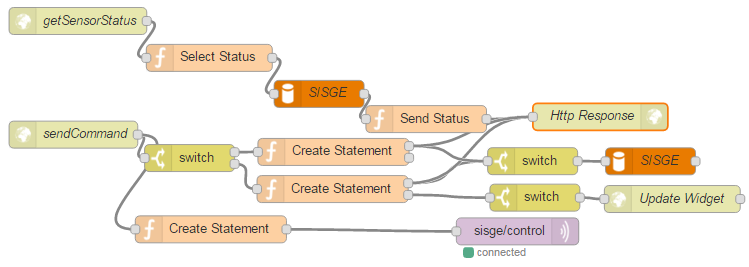 getSensorStatus
Select Status
SISGE
Send Status
Http Response
sendCommand
switch
Create Statement
switch
SISGE
Create Statement
switch
Update Widget
Create Statement
sisge/control
connected